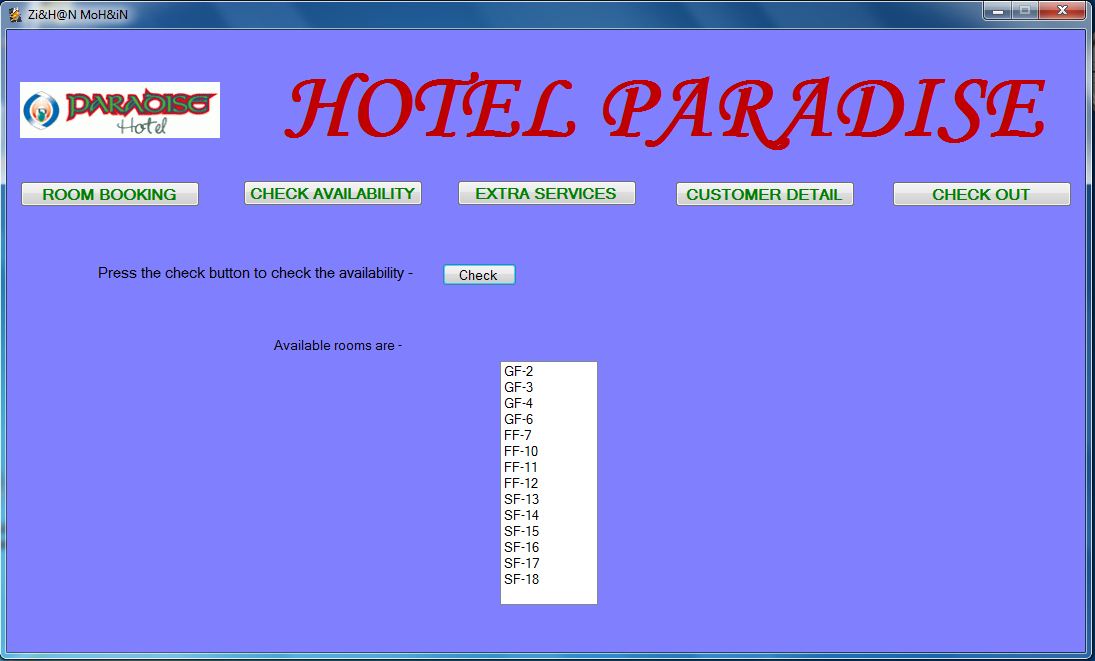 Zi&H@N MoH&iN
PARADISE
Hotel
HOTEL PARADISE
ROOM BOOKING
CHECK AVAILABILITY
EXTRA SERVICES
CUSTOMER DETAIL
CHECK OUT
Press the check button to check the availability -
Check
Available rooms are -
GF-2
GF-3
GF-4
GF-6
FF-7
FF-10
FF-11
FF-12
SF-13
SF-14
SF-15
SF-16
SF-17
SF-18